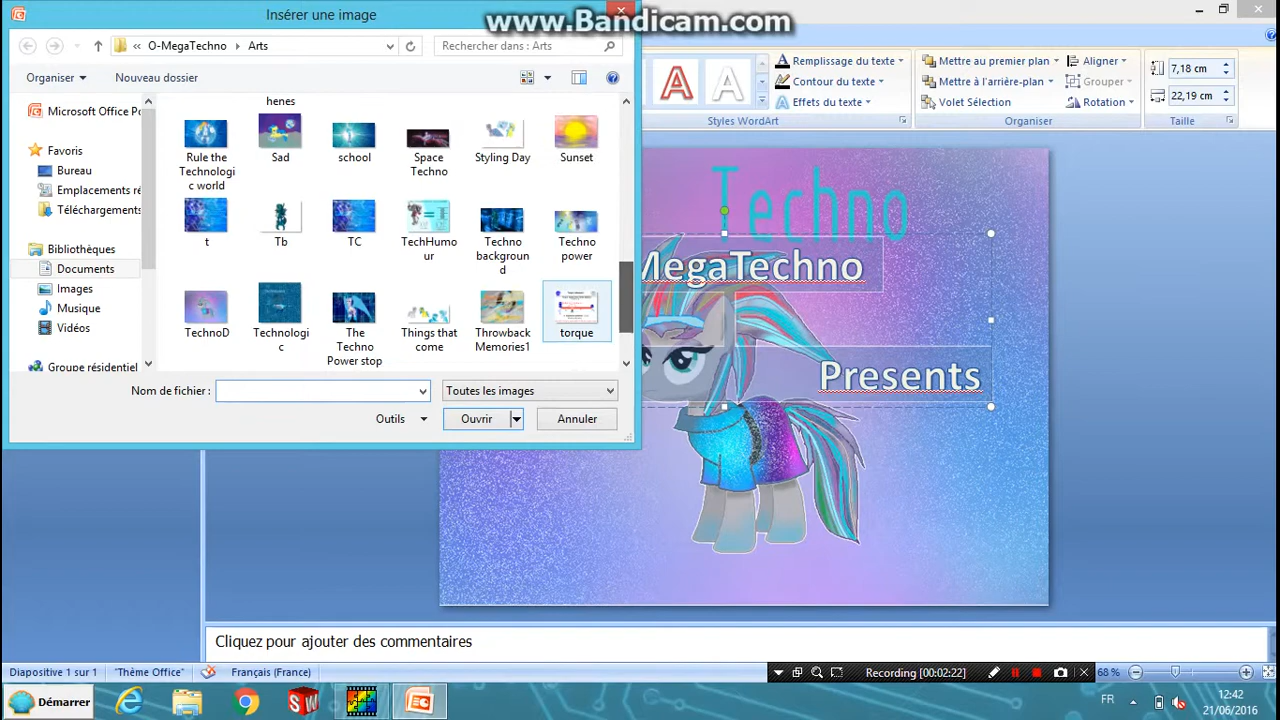 Insérer une image
www.Bandicam.com
« O-MegaTechno Arts
Rechercher dans : Arts
Organiser
Nouveau dossier
Microsoft Office Po
Favoris
Bureau
Emplacements ré
Téléchargements
Bibliothèques
Documents
Images
Musique
Vidéos
Groupe résidentiel
henes
Rule the Technologic world
Sad
school
Space Techno
Styling Day
Sunset
t
Tb
TC
TechHumour
Techno background
Techno power
TechnoD
Technologic
The Techno Power stop
Things that come
Throwback Memories1
torque
Nom de fichier :
Toutes les images
Outils
Ouvrir
Annuler
Remplissage du texte
Contour du texte
Effets du texte
Styles WordArt
Mettre au premier plan
Mettre à l'arrière-plan
Volet Sélection
Aligner
Grouper
Rotation
Organiser
7,18 cm
22,19 cm
Taille
Techno
MegaTechno
Presents
Cliquez pour ajouter des commentaires
Diapositive 1 sur 1
"Thème Office"
Français (France)
Recording [00:02:22]
68 %
Démarrer
FR
12:42
21/06/2016